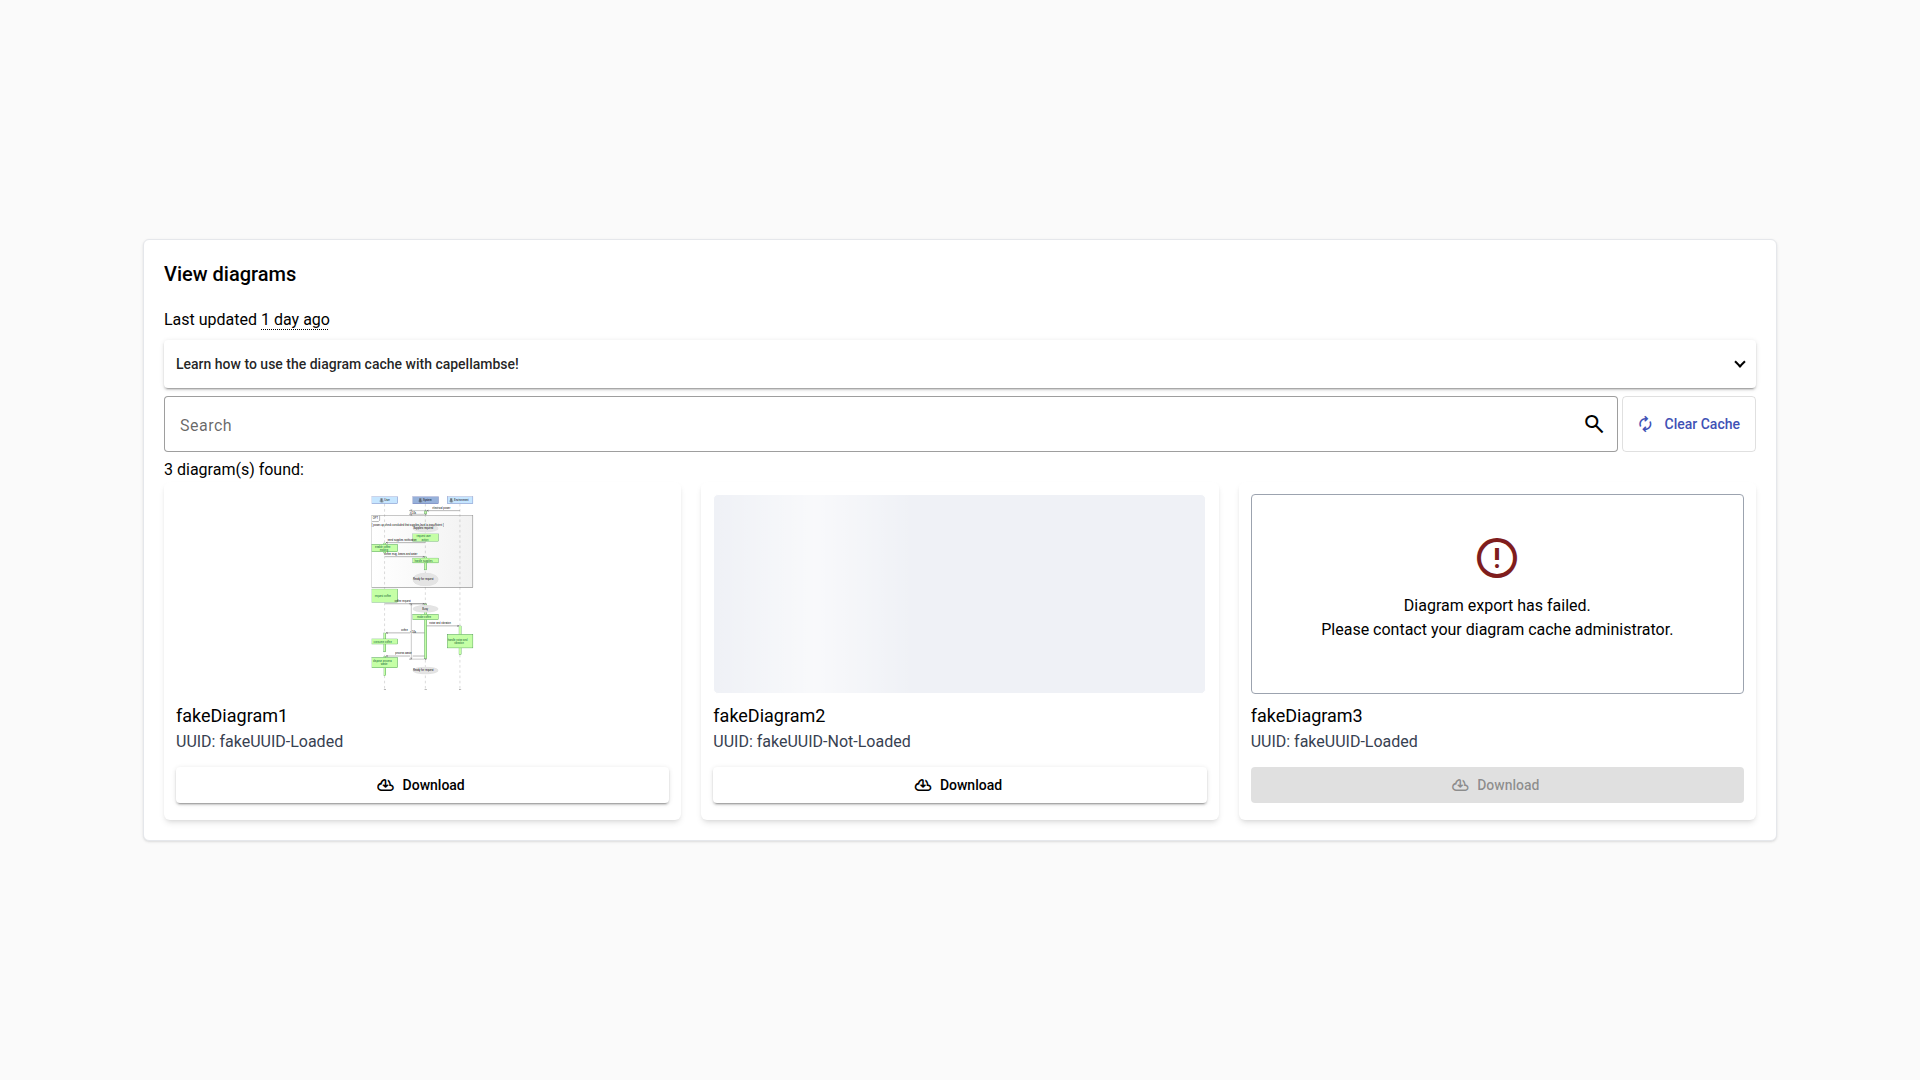 View diagrams
Last updated 1 day ago
Learn how to use the diagram cache with capellambse!
Search
Clear Cache
3 diagram(s) found:
Diagram export has failed.
Please contact your diagram cache administrator.
fakeDiagram1
UUID: fakeUUID-Loaded
Download
fakeDiagram2
UUID: fakeUUID-Not-Loaded
Download
fakeDiagram3
UUID: fakeUUID-Loaded
Download